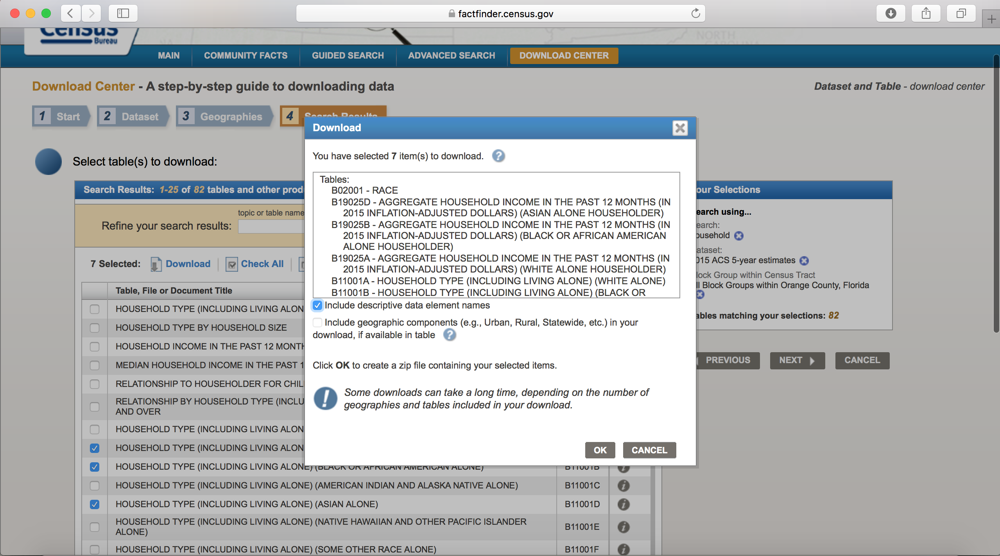 factfinder.census.gov
Census
Bureau
NORTH
CAROLINA
MAIN
COMMUNITY FACTS
GUIDED SEARCH
ADVANCED SEARCH
DOWNLOAD CENTER
Download Center - A step-by-step guide to downloading data
Dataset and Table - download center
1 Start
2 Dataset
3 Geographies
4 Search Results
Select table(s) to download:
Search Results: 1-25 of 82 tables and other prod
topic or table name
Refine your search results:
7 Selected:
Download
Check All
Table, File or Document Title
HOUSEHOLD TYPE (INCLUDING LIVING ALON
HOUSEHOLD TYPE BY HOUSEHOLD SIZE
HOUSEHOLD INCOME IN THE PAST 12 MONTH
MEDIAN HOUSEHOLD INCOME IN THE PAST 1
RELATIONSHIP TO HOUSEHOLDER FOR CHIL
RELATIONSHIP BY HOUSEHOLD TYPE (INCLU
AND OVER
HOUSEHOLD TYPE (INCLUDING LIVING ALON
HOUSEHOLD TYPE (INCLUDING LIVING ALON
HOUSEHOLD TYPE (INCLUDING LIVING ALONE) (BLACK OR AFRICAN AMERICAN ALONE) B11001B
HOUSEHOLD TYPE (INCLUDING LIVING ALONE) (AMERICAN INDIAN AND ALASKA NATIVE ALONE) B11001C
HOUSEHOLD TYPE (INCLUDING LIVING ALONE) (ASIAN ALONE) B11001D
HOUSEHOLD TYPE (INCLUDING LIVING ALONE) (NATIVE HAWAIIAN AND OTHER PACIFIC ISLANDER
ALONE) B11001E
HOUSEHOLD TYPE (INCLUDING LIVING ALONE) (SOME OTHER RACE ALONE) B11001F
Download
You have selected 7 item(s) to download. ?
Tables:
B02001 - RACE
B19025D - AGGREGATE HOUSEHOLD INCOME IN THE PAST 12 MONTHS (IN
2015 INFLATION-ADJUSTED DOLLARS) (ASIAN ALONE HOUSEHOLDER)
B19025B - AGGREGATE HOUSEHOLD INCOME IN THE PAST 12 MONTHS (IN
2015 INFLATION-ADJUSTED DOLLARS) (BLACK OR AFRICAN AMERICAN
ALONE HOUSEHOLDER)
B19025A - AGGREGATE HOUSEHOLD INCOME IN THE PAST 12 MONTHS (IN
2015 INFLATION-ADJUSTED DOLLARS) (WHITE ALONE HOUSEHOLDER)
B11001A - HOUSEHOLD TYPE (INCLUDING LIVING ALONE) (WHITE ALONE)
B11001B - HOUSEHOLD TYPE (INCLUDING LIVING ALONE) (BLACK OR
Include descriptive data element names
Include geographic components (e.g., Urban, Rural, Statewide, etc.) in your
download, if available in table ?
Click OK to create a zip file containing your selected items.
! Some downloads can take a long time, depending on the number of
geographies and tables included in your download.
OK
CANCEL
our Selections
earch using...
earch:
ousehold
ataset:
015 ACS 5-year estimates
lock Group within Census Tract
ll Block Groups within Orange County, Florida
ables matching your selections: 82
PREVIOUS
NEXT
CANCEL